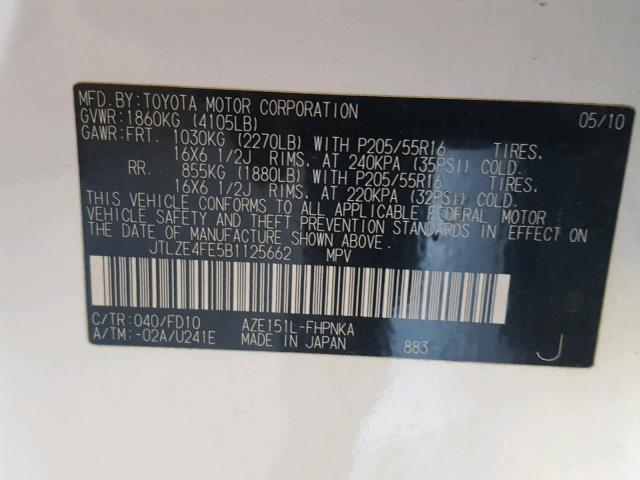 MFD. BY: TOYOTA MOTOR CORPORATION 05/10
GVWR: 1860KG (4105LB)
GAWR: FRT. 1030KG (2270LB) WITH P205/55R16 TIRES,
16X6 1/2J RIMS, AT 240KPA (35PSI) COLD.
RR. 855KG (1880LB) WITH P205/55R16 TIRES,
16X6 1/2J RIMS, AT 220KPA (32PSI) COLD.
THIS VEHICLE CONFORMS TO ALL APPLICABLE FEDERAL MOTOR
VEHICLE SAFETY AND THEFT PREVENTION STANDARDS IN EFFECT ON
THE DATE OF MANUFACTURE SHOWN ABOVE.
JTLZE4FE5B1125662 MPV
C/TR: 040/FD10 AZE151L-FHPNKA
A/TM: -02A/U241E MADE IN JAPAN 883 J